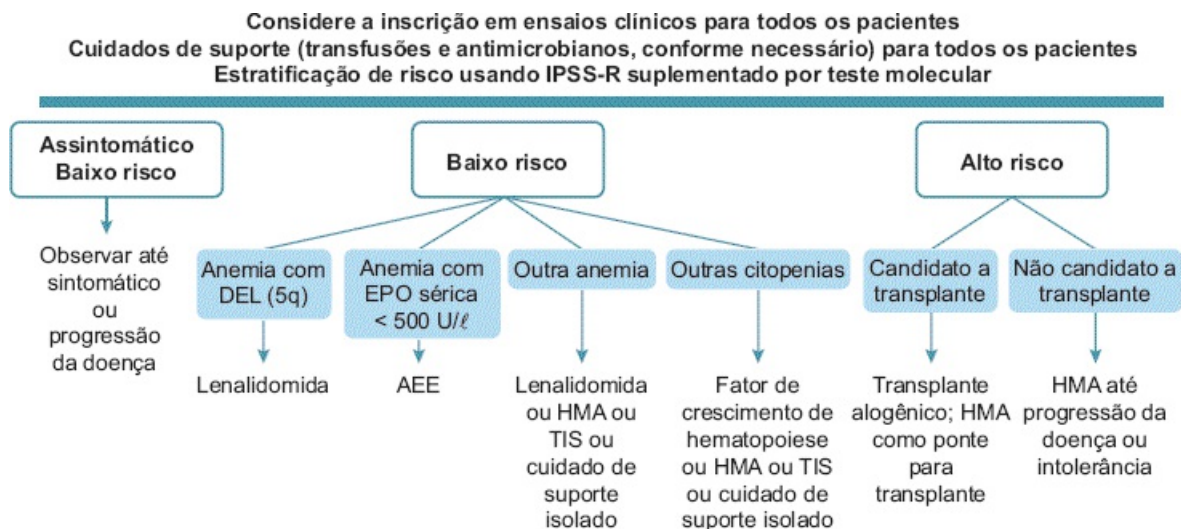 Considere a inscrição em ensaios clínicos para todos os pacientes
Cuidados de suporte (transfusões e antimicrobianos, conforme necessário) para todos os pacientes
Estratificação de risco usando IPSS-R suplementado por teste molecular
Assintomático
Baixo risco
Observar até
sintomático
ou
progressão
da doença
Baixo risco
Anemia com
DEL (5q)
Lenalidomida
Anemia com
EPO sérica
< 500 U/ℓ
AEE
Outra anemia
Lenalidomida
ou HMA ou
TIS ou
cuidado de
suporte
isolado
Outras citopenias
Fator de
crescimento de
hematopoiese
ou HMA ou TIS
ou cuidado de
suporte isolado
Alto risco
Candidato a
transplante
Transplante
alogênico; HMA
como ponte
para
transplante
Não candidato a
transplante
HMA até
progressão da
doença ou
intolerância